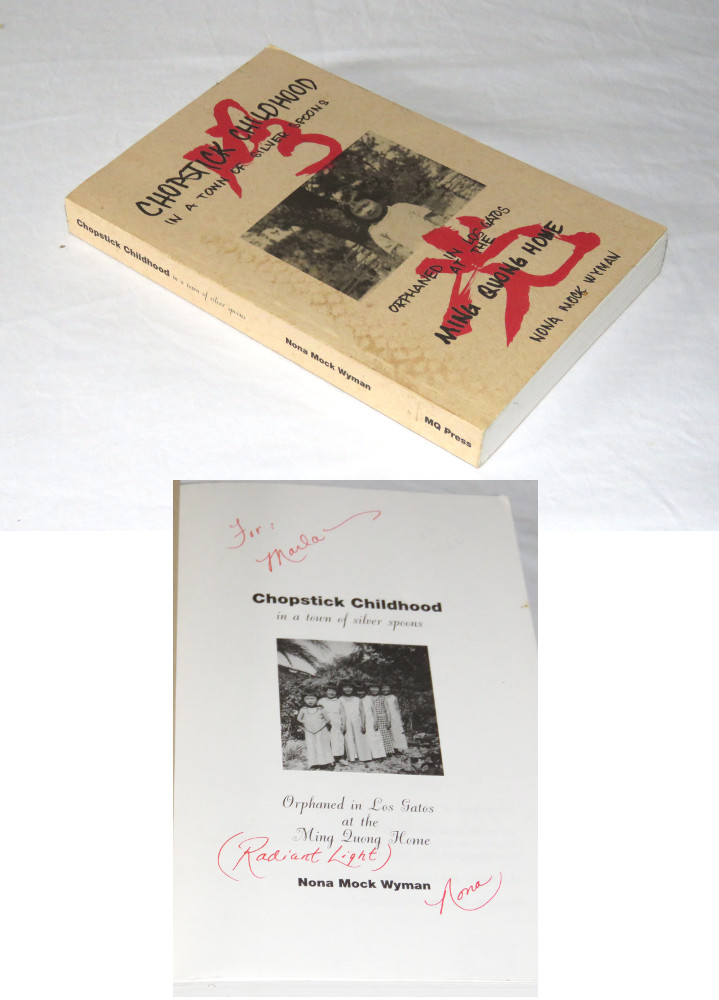 CHOPSTICK CHILDHOOD
IN A TOWN OF SILVER SPOONS
明
光
ORPHANED IN LOS GATOS
AT THE
MING QUONG HOME
NONA MOCK WYMAN
Chopstick Childhood in a town of silver spoons Nona Mock Wyman MQ Press
For:
Marla
Chopstick Childhood
in a town of silver spoons
Orphaned in Los Gatos
at the
Ming Quong Home
(Radiant Light)
Nona Mock Wyman
Nona